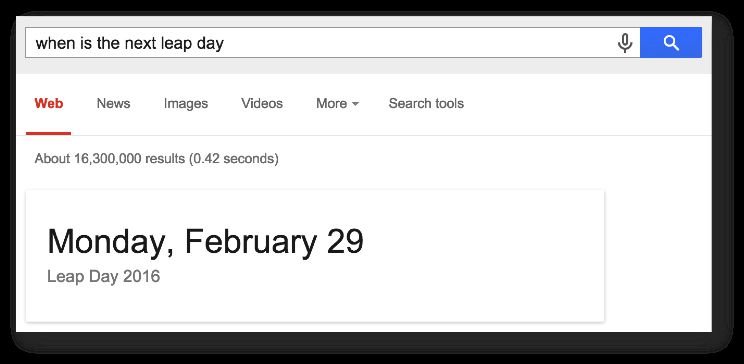 when is the next leap day
Web News Images Videos More Search tools
About 16,300,000 results (0.42 seconds)
Monday, February 29
Leap Day 2016